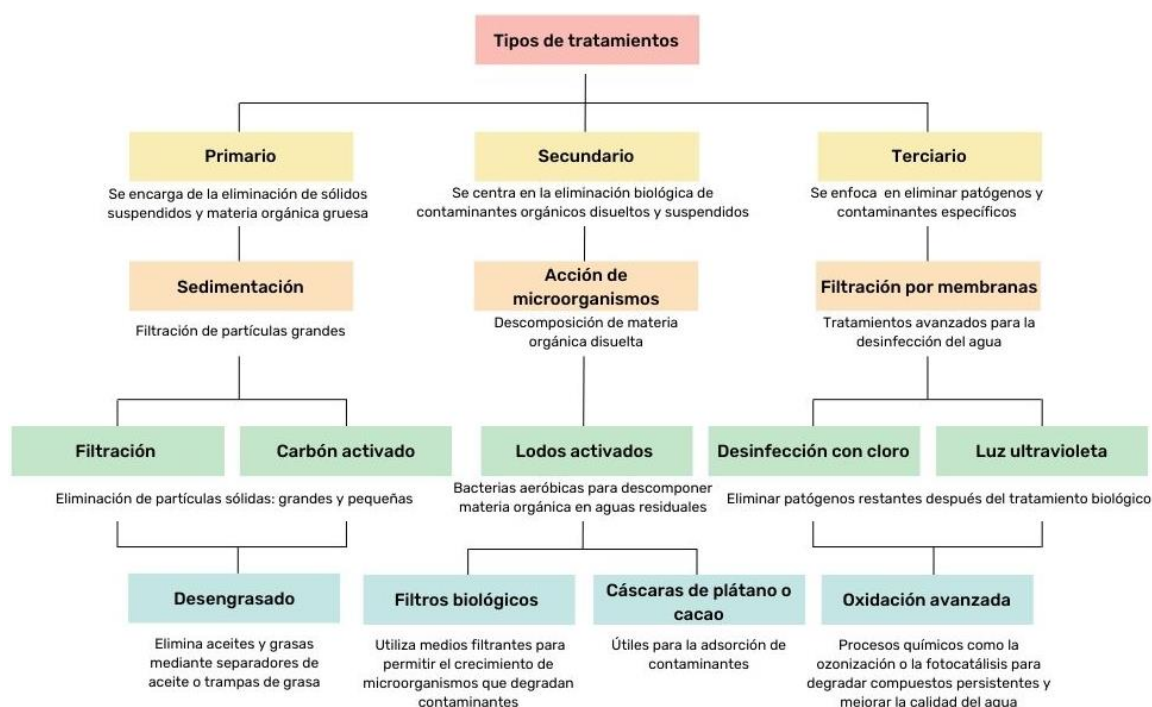 Tipos de tratamientos
Primario
Se encarga de la eliminación de sólidos
suspendidos y materia orgánica gruesa
Secundario
Se centra en la eliminación biológica de
contaminantes orgánicos disueltos y suspendidos
Terciario
Se enfoca en eliminar patógenos y
contaminantes específicos
Sedimentación
Filtración de partículas grandes
Acción de
microorganismos
Descomposición de materia
orgánica disuelta
Filtración por membranas
Tratamientos avanzados para la
desinfección del agua
Filtración
Carbón activado
Eliminación de partículas sólidas: grandes y pequeñas
Lodos activados
Bacterias aeróbicas para descomponer
materia orgánica en aguas residuales
Desinfección con cloro
Luz ultravioleta
Eliminar patógenos restantes después del tratamiento biológico
Desengrasado
Elimina aceites y grasas
mediante separadores de
aceite o trampas de grasa
Filtros biológicos
Utiliza medios filtrantes para
permitir el crecimiento de
microorganismos que degradan
contaminantes
Cáscaras de plátano o
cacao
Útiles para la adsorción de
contaminantes
Oxidación avanzada
Procesos químicos como la
ozonización o la fotocatálisis para
degradar compuestos persistentes y
mejorar la calidad del agua